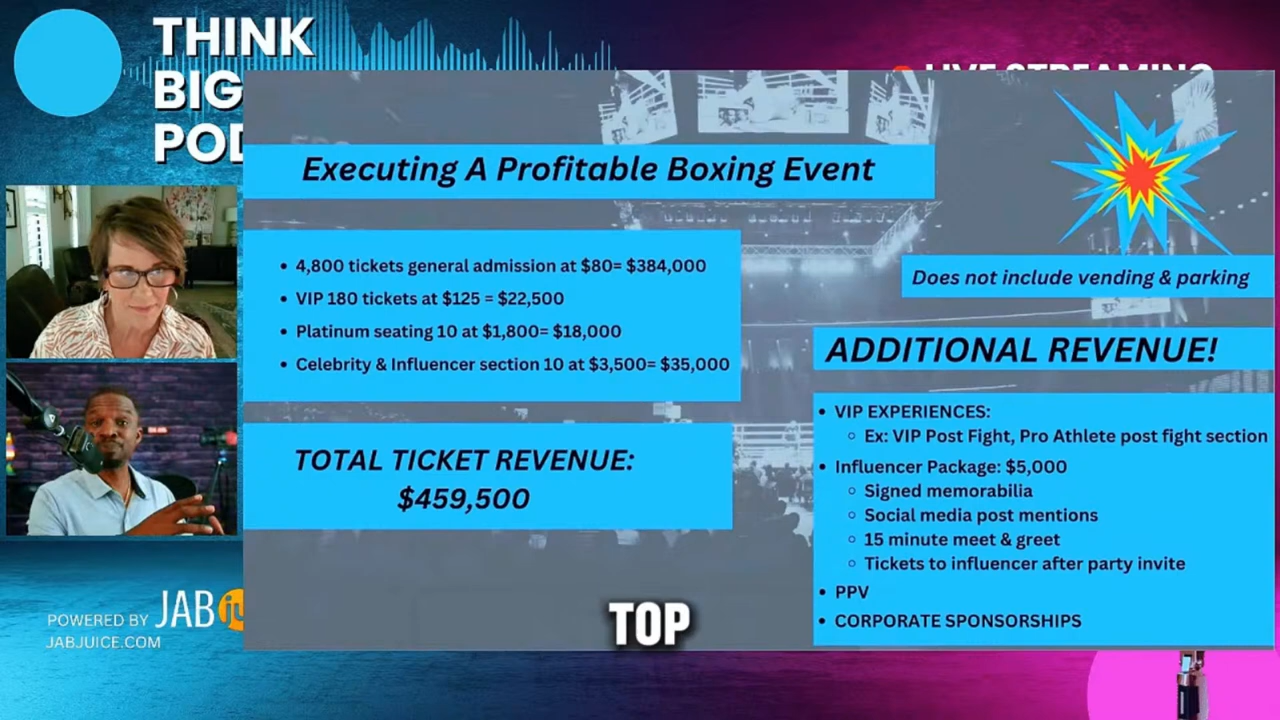 THINK
BIG
POD
LIVE STREAMING
Executing A Profitable Boxing Event
• 4,800 tickets general admission at $80= $384,000
• VIP 180 tickets at $125 = $22,500
• Platinum seating 10 at $1,800= $18,000
• Celebrity & Influencer section 10 at $3,500= $35,000
TOTAL TICKET REVENUE:
$459,500
Does not include vending & parking
ADDITIONAL REVENUE!
• VIP EXPERIENCES:
◦ Ex: VIP Post Fight, Pro Athlete post fight section
• Influencer Package: $5,000
◦ Signed memorabilia
◦ Social media post mentions
◦ 15 minute meet & greet
◦ Tickets to influencer after party invite
• PPV
• CORPORATE SPONSORSHIPS
TOP
POWERED BY JAB
JABJUICE.COM